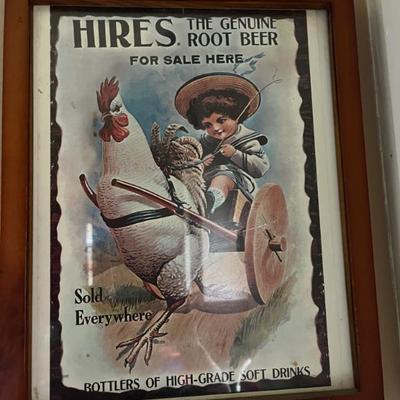 HIRES. THE GENUINE
ROOT BEER
FOR SALE HERE
Sold
Everywhere
BOTTLERS OF HIGH-GRADE SOFT DRINKS